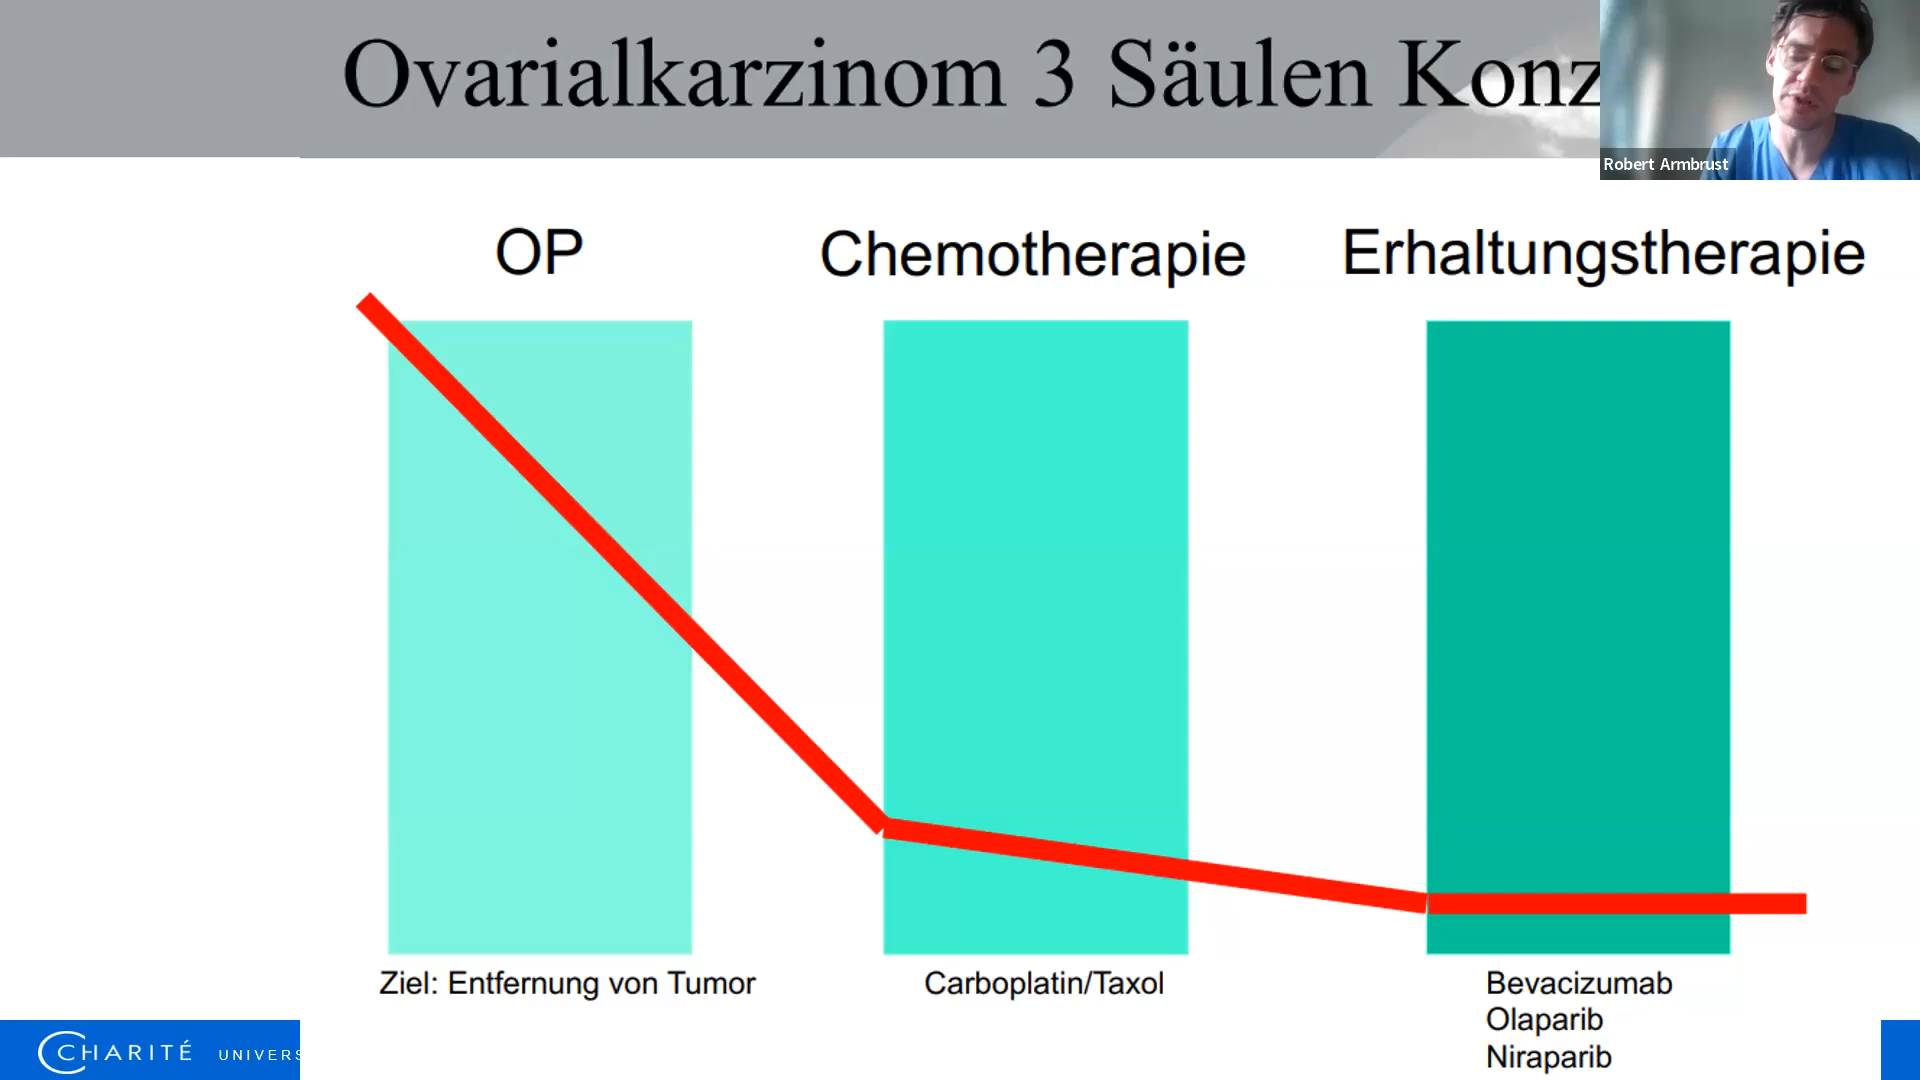 Ovarialkarzinom 3 Säulen Konz
Robert Armbrust
OP
Chemotherapie
Erhaltungstherapie
Ziel: Entfernung von Tumor
Carboplatin/Taxol
Bevacizumab
Olaparib
Niraparib
CHARITÉ UNIVERS